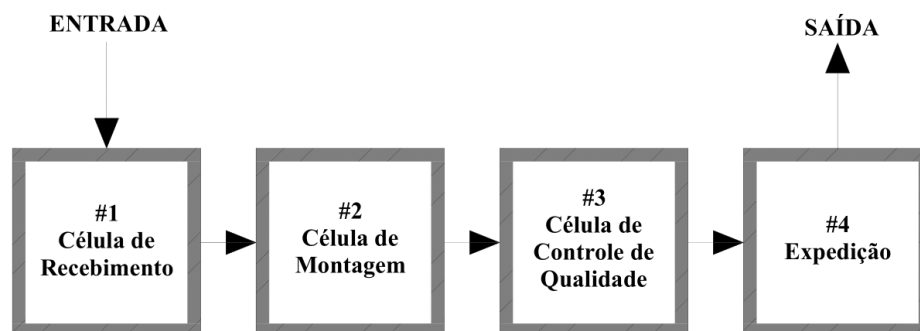 ENTRADA
SAÍDA
#1
Célula de
Recebimento
#2
Célula de
Montagem
#3
Célula de
Controle de
Qualidade
#4
Expedição